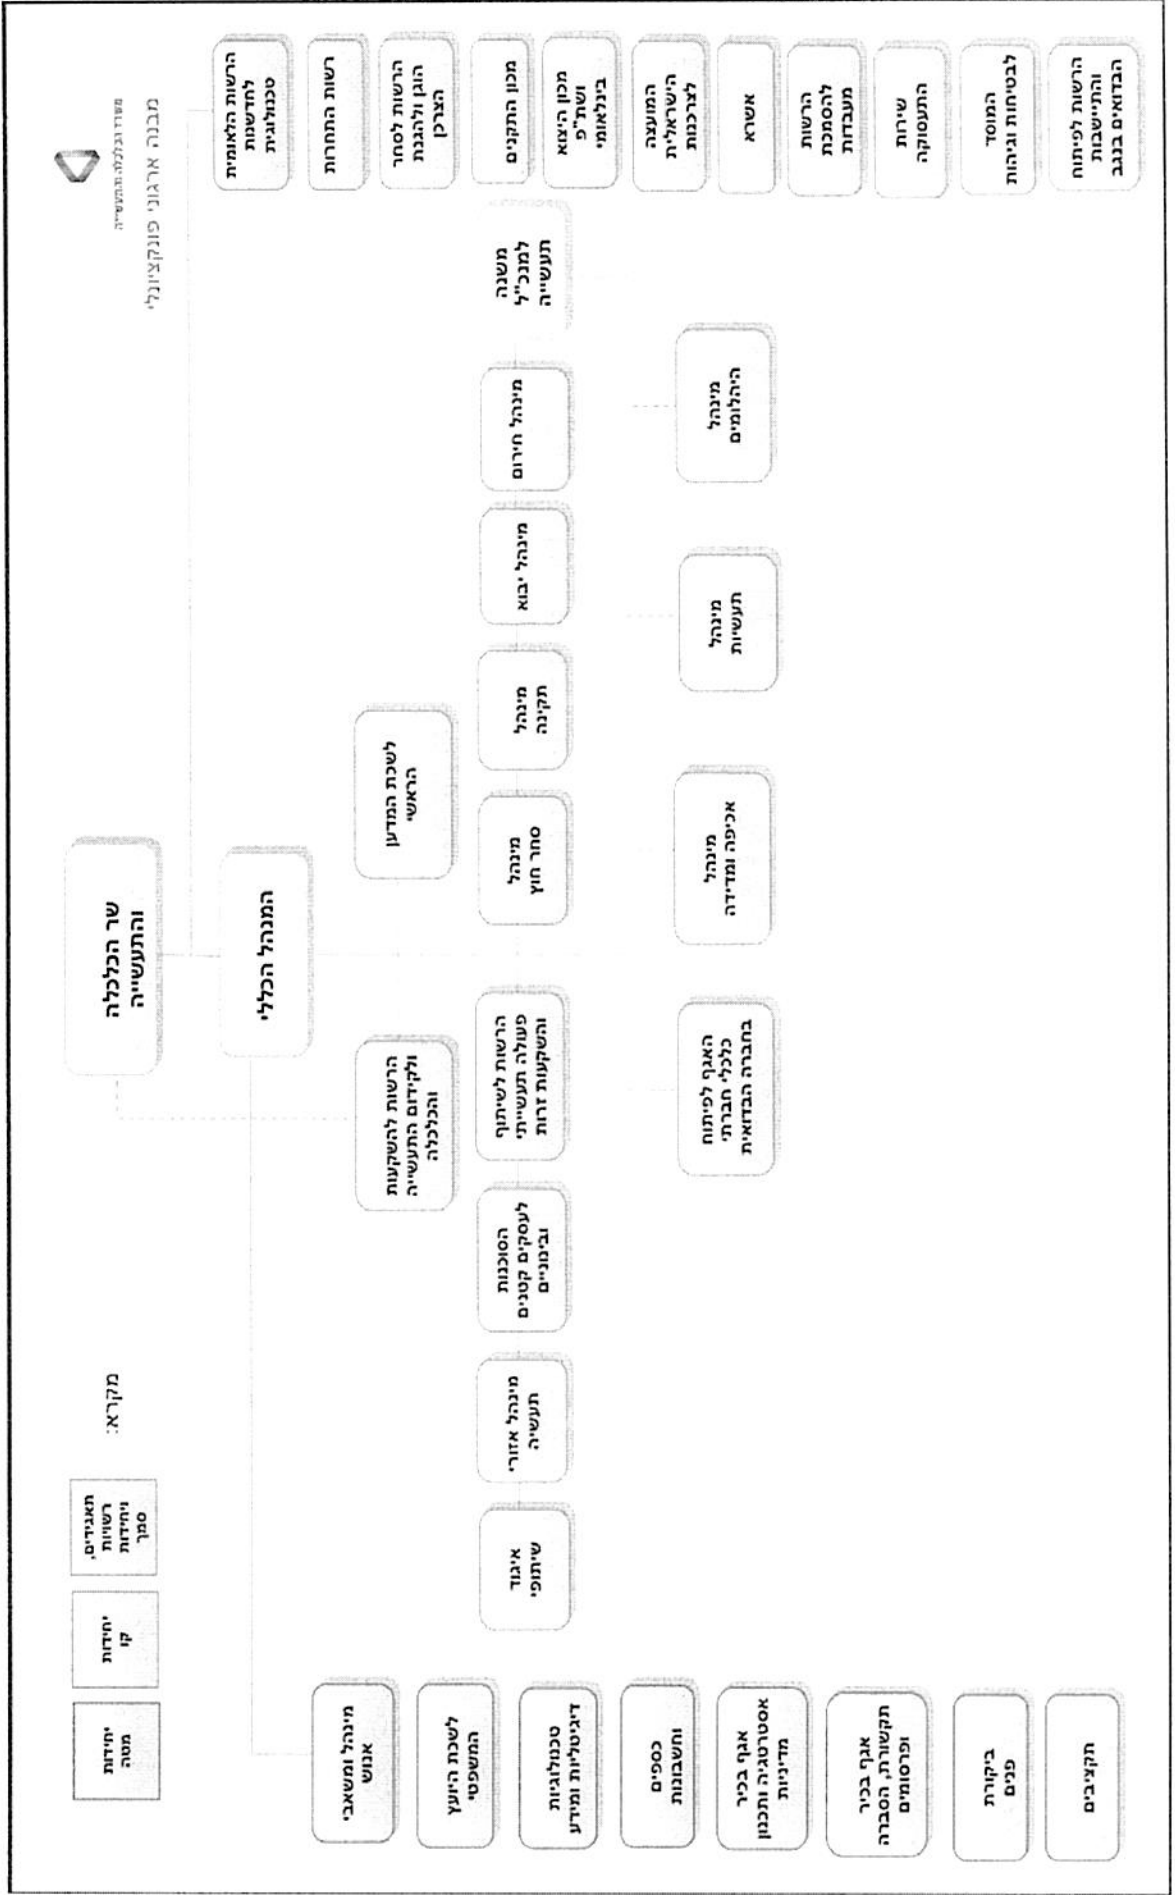 משרד הכלכלה והתעשייה
מבנה ארגוני פונקציונלי
מקרא:
תאגידים,
רשויות
ויחידות
סמך
יחידות
קו
יחידות
מטה
שר הכלכלה
והתעשייה
המנהל הכללי
הרשות הלאומית
לחדשנות
טכנולוגית
רשות התחרות
הרשות לסחר
הוגן ולהגנת
הצרכן
מכון התקנים
מכון היצוא
ושת"פ
בינלאומי
המועצה
הישראלית
לצרכנות
אשרא
הרשות
להסמכת
מעבדות
שירות
התעסוקה
המוסד
לבטיחות וגיהות
הרשות לפיתוח
והתיישבות
הבדואים בנגב
לשכת המדען
הראשי
הרשות להשקעות
ולקידום התעשייה
והכלכלה
משנה
למנכ"ל
תעשייה
מינהל חירום
מינהל יבוא
מינהל
תקינה
מינהל
סחר חוץ
הרשות לשיתוף
פעולה תעשייתי
והשקעות זרות
הסוכנות
לעסקים קטנים
ובינוניים
מינהל אזורי
תעשיה
איגוד
שיתופי
מינהל
היהלומים
מינהל
תעשיות
מינהל
אכיפה ומדידה
האגף לפיתוח
כלכלי חברתי
בחברה הבדואית
מינהל ומשאבי
אנוש
לשכת היועץ
המשפטי
טכנולוגיות
דיגיטליות ומידע
כספים
וחשבונות
אגף בכיר
אסטרטגיה ותכנון
מדיניות
אגף בכיר
תקשורת, הסברה
ופרסומים
ביקורת
פנים
תקציבים